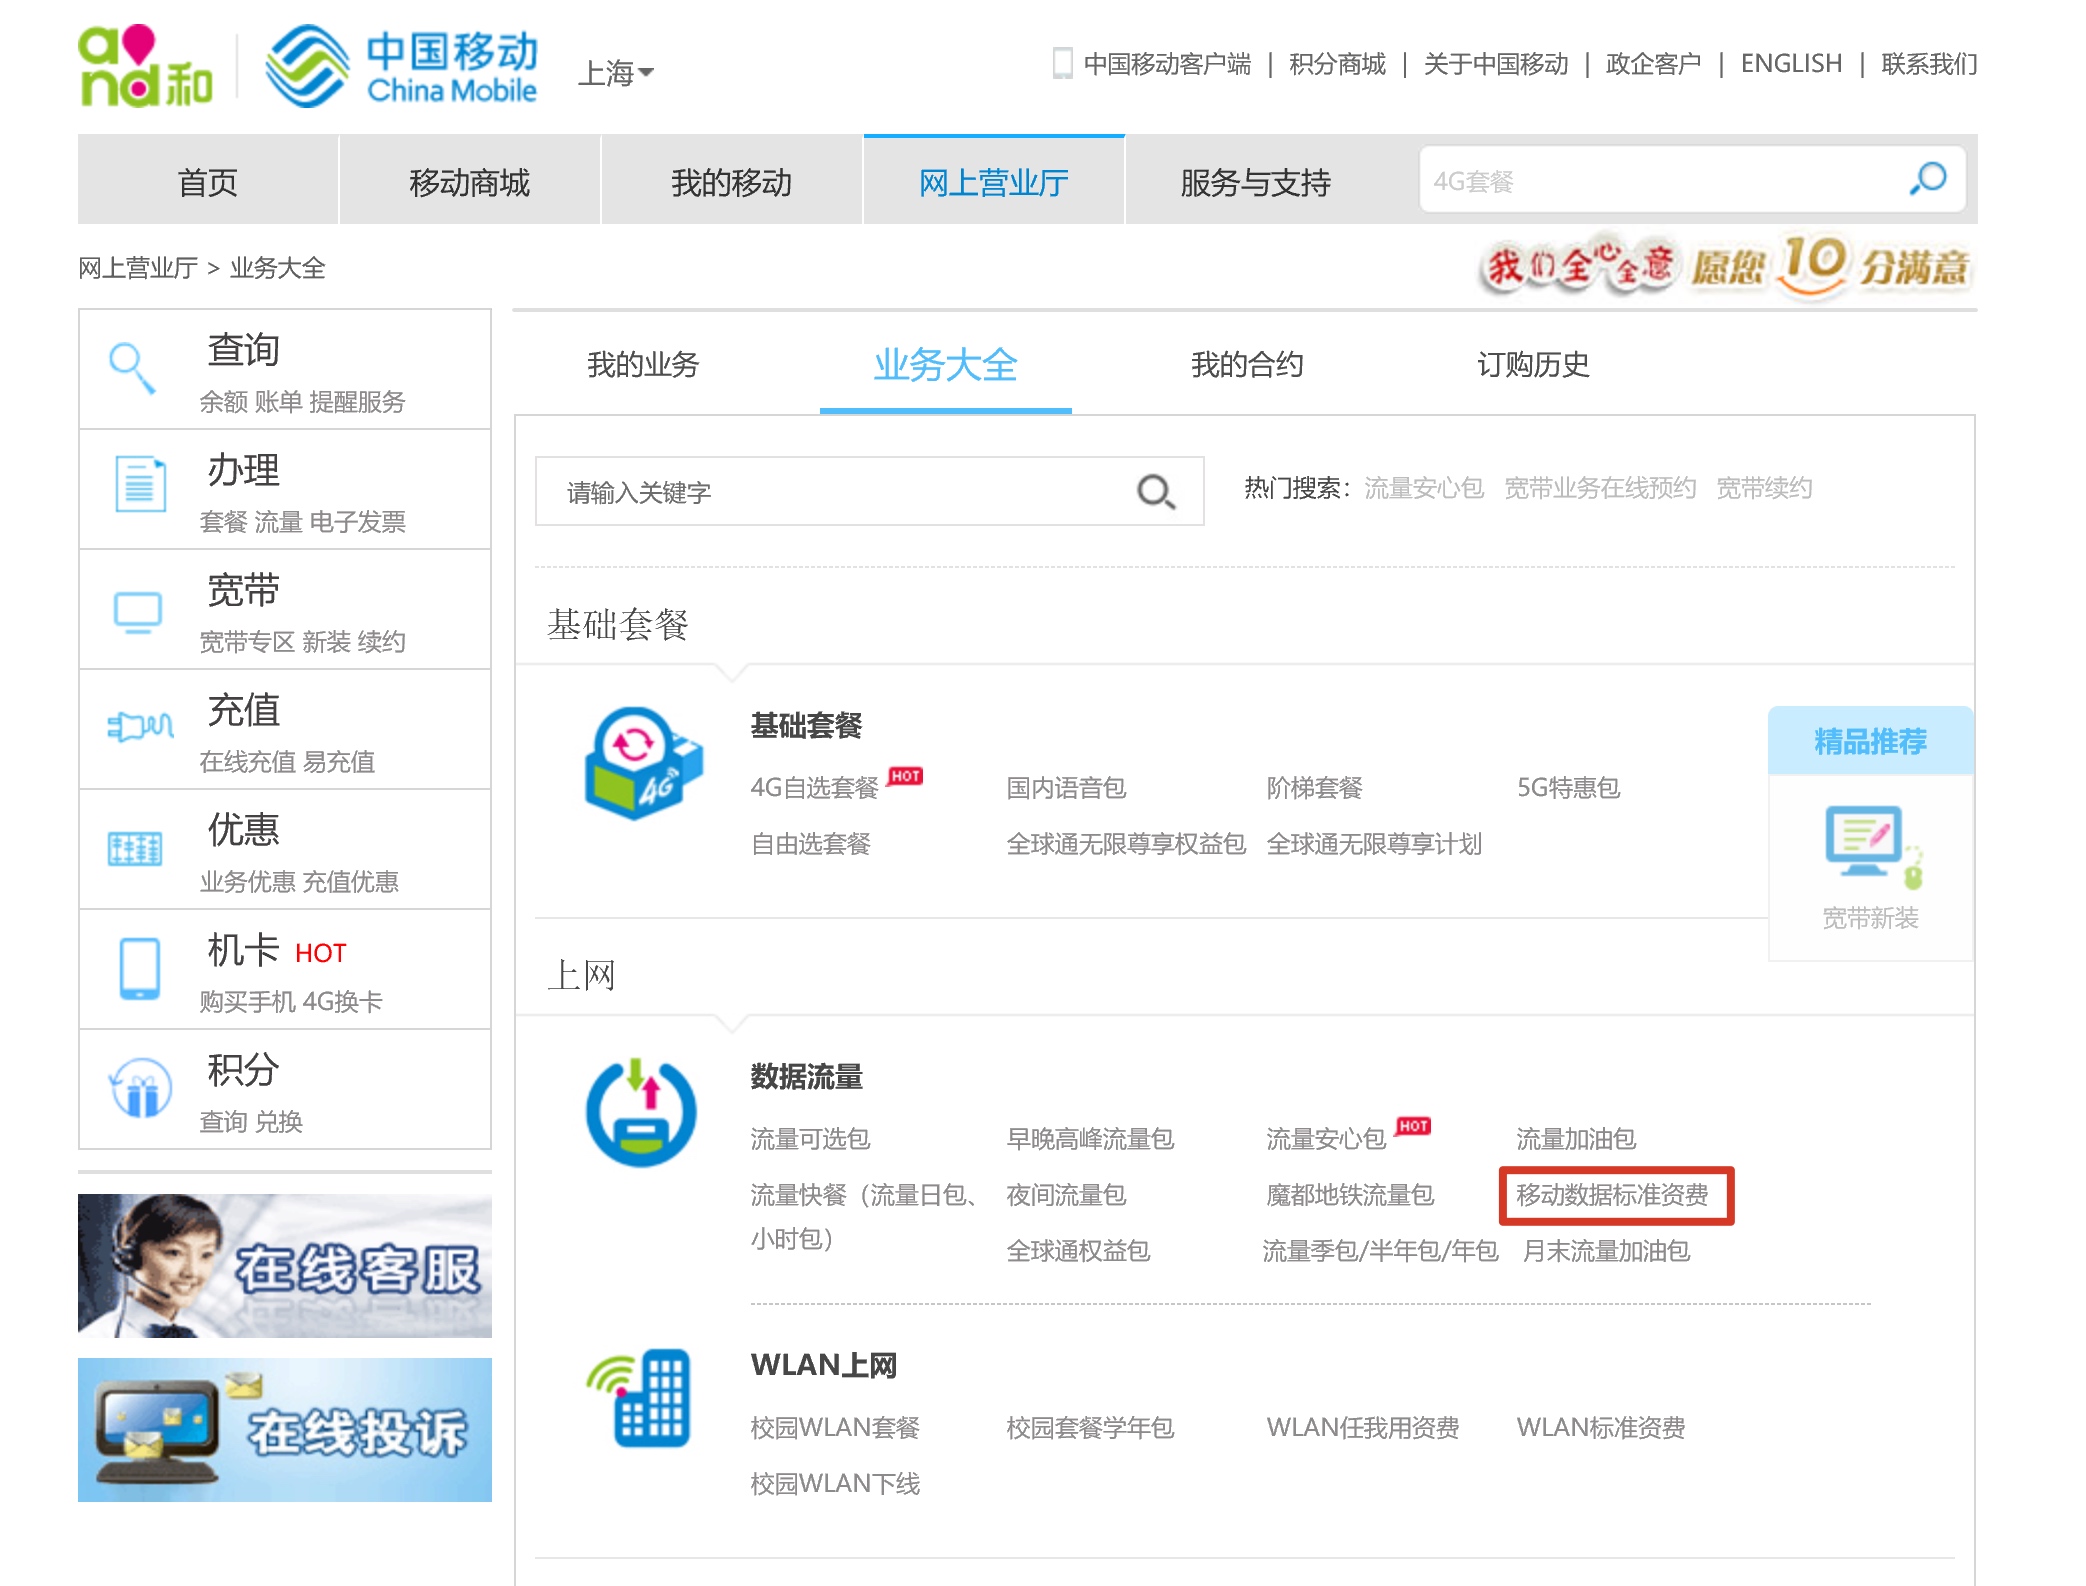 and和
中国移动
China Mobile
上海
中国移动客户端 | 积分商城 | 关于中国移动 | 政企客户 | ENGLISH | 联系我们
首页 移动商城 我的移动 网上营业厅 服务与支持 4G套餐
网上营业厅 > 业务大全
我们全心全意 愿您10分满意
查询
余额 账单 提醒服务
办理
套餐 流量 电子发票
宽带
宽带专区 新装 续约
充值
在线充值 易充值
优惠
业务优惠 充值优惠
机卡 HOT
购买手机 4G换卡
积分
查询 兑换
在线客服
在线投诉
我的业务 业务大全 我的合约 订购历史
请输入关键字
热门搜索: 流量安心包 宽带业务在线预约 宽带续约
基础套餐
基础套餐
4G自选套餐 HOT 国内语音包 阶梯套餐 5G特惠包
自由选套餐 全球通无限尊享权益包 全球通无限尊享计划
精品推荐
宽带新装
上网
数据流量
流量可选包 早晚高峰流量包 流量安心包 HOT 流量加油包
流量快餐（流量日包、 夜间流量包 魔都地铁流量包 移动数据标准资费
小时包）
全球通权益包 流量季包/半年包/年包 月末流量加油包
WLAN上网
校园WLAN套餐 校园套餐学年包 WLAN任我用资费 WLAN标准资费
校园WLAN下线
4G